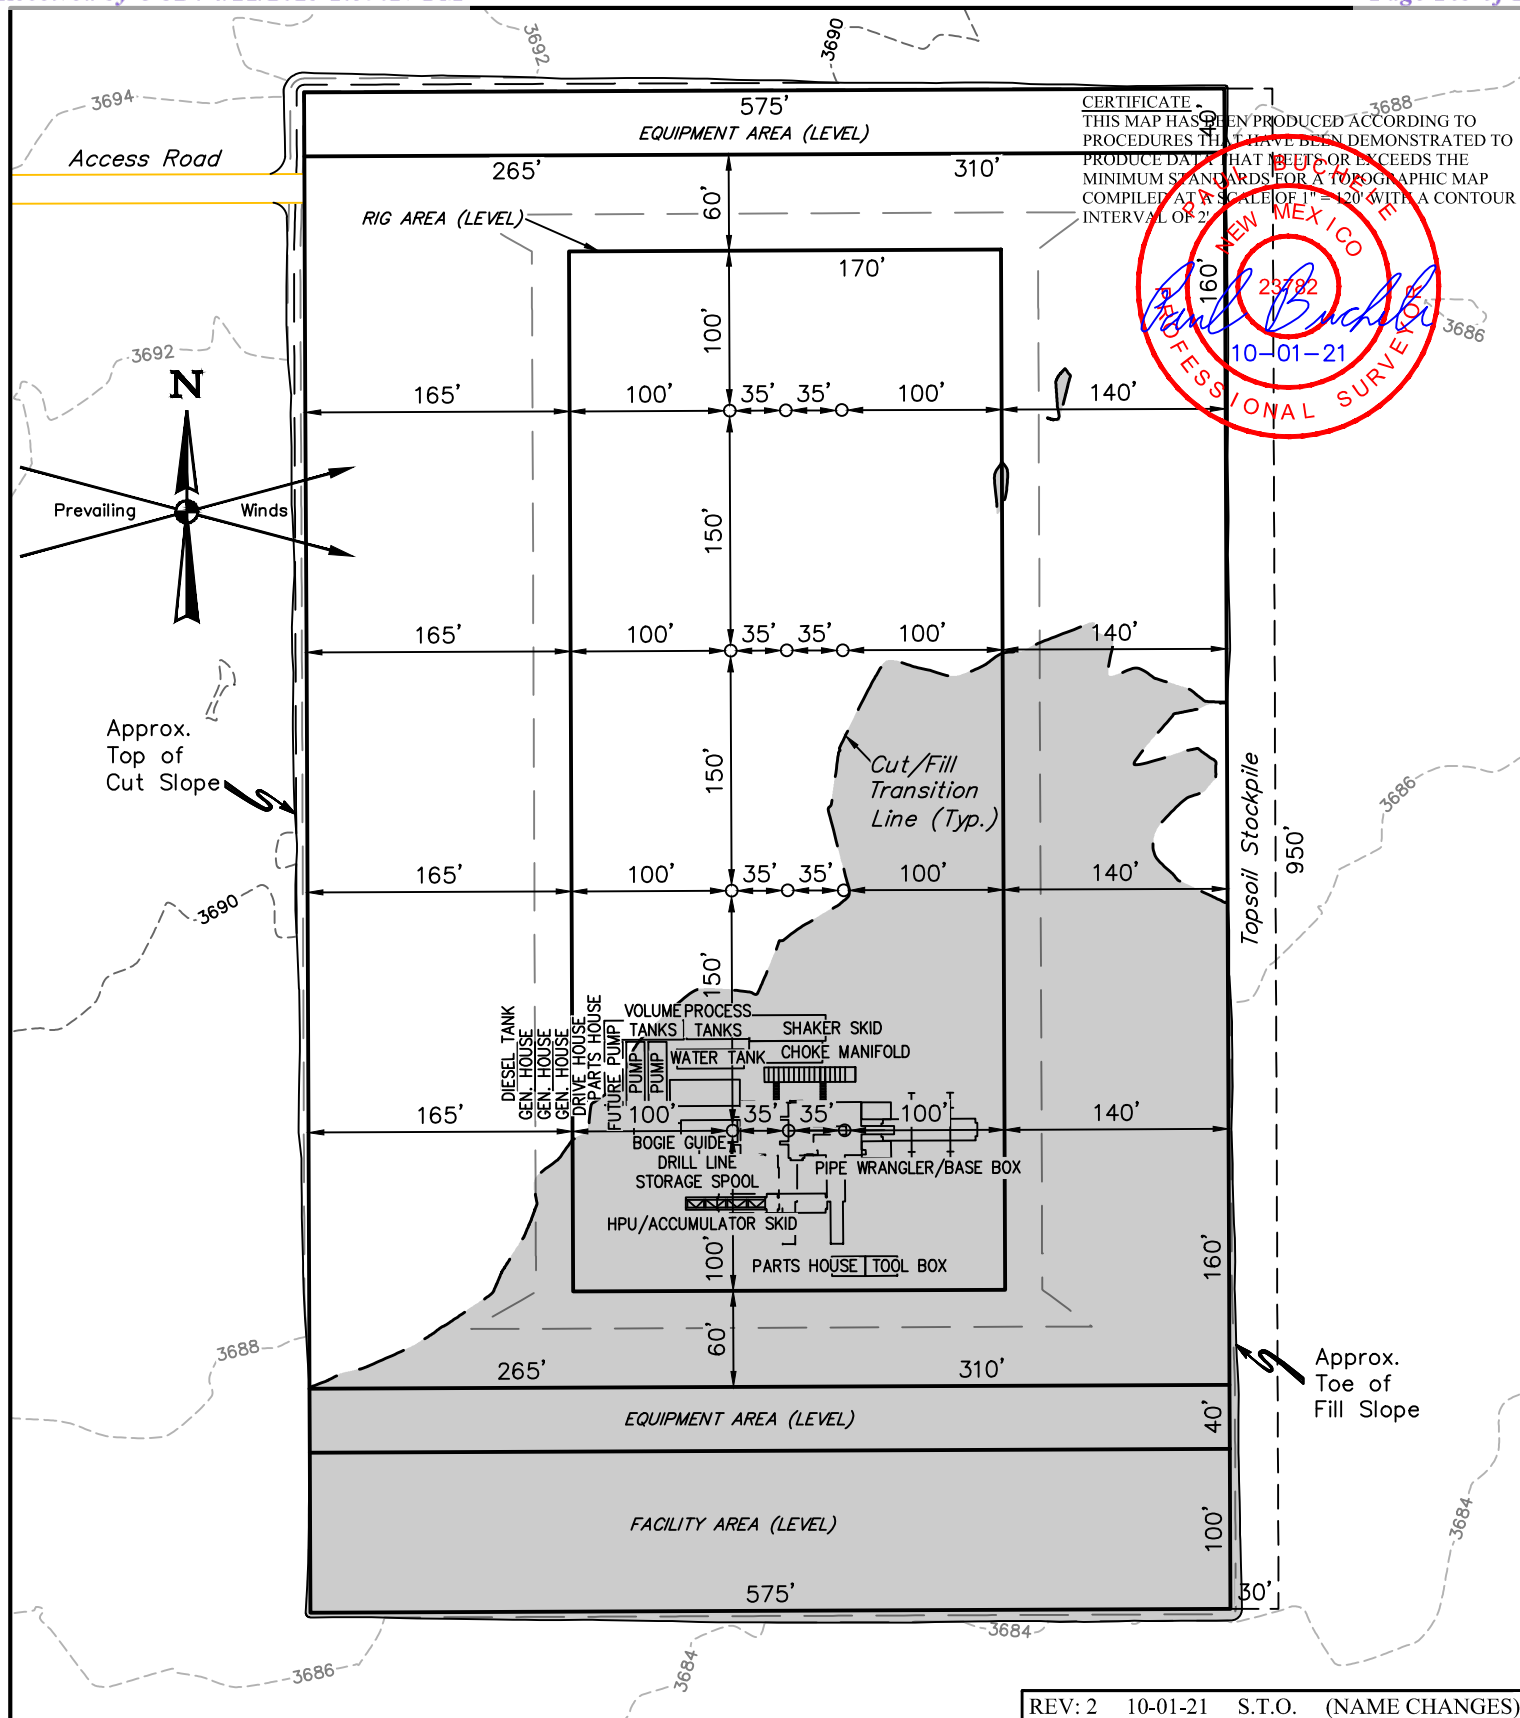 3692
3690
3694
3688
575'
40'
EQUIPMENT AREA (LEVEL)
CERTIFICATE
THIS MAP HAS BEEN PRODUCED ACCORDING TO
PROCEDURES THAT HAVE BEEN DEMONSTRATED TO
PRODUCE DATA THAT MEETS OR EXCEEDS THE
MINIMUM STANDARDS FOR A TOPOGRAPHIC MAP
COMPILED AT A SCALE OF 1" = 120' WITH A CONTOUR
INTERVAL OF 2'
Access Road
265'
310'
60'
RIG AREA (LEVEL)
170'
160'
PAUL BUCHELE
NEW MEXICO
23782
Paul Buchele
10-01-21
PROFESSIONAL SURVEYOR
3686
100'
3692
N
165' 100' 35' 35' 100' 140'
Prevailing Winds
150'
165' 100' 35' 35' 100' 140'
Approx.
Top of
Cut Slope
150'
Cut/Fill
Transition
Line (Typ.)
Topsoil Stockpile
950'
3686
165' 100' 35' 35' 100' 140'
3690
150'
DIESEL TANK
GEN. HOUSE
GEN. HOUSE
GEN. HOUSE
DRIVE HOUSE
PARTS HOUSE
FUTURE PUMP
PUMP
PUMP
VOLUME PROCESS
TANKS TANKS
SHAKER SKID
WATER TANK
CHOKE MANIFOLD
165' 100' 35' 35' 100' 140'
BOGIE GUIDE
DRILL LINE
STORAGE SPOOL
PIPE WRANGLER/BASE BOX
HPU/ACCUMULATOR SKID
100'
PARTS HOUSE TOOL BOX
160'
60'
3688
265'
310'
Approx.
Toe of
Fill Slope
EQUIPMENT AREA (LEVEL)
40'
FACILITY AREA (LEVEL)
100'
3684
575'
30'
3684
3686
3684
REV: 2 10-01-21 S.T.O. (NAME CHANGES)